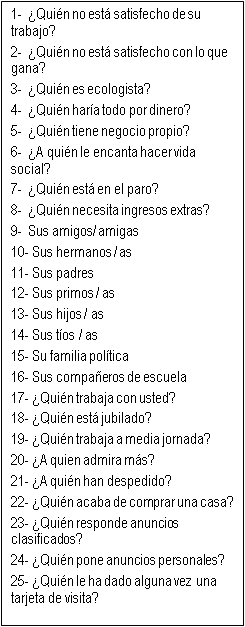 1- ¿Quién no está satisfecho de su
trabajo?
2- ¿Quién no está satisfecho con lo que
gana?
3- ¿Quién es ecologista?
4- ¿Quién haría todo por dinero?
5- ¿Quién tiene negocio propio?
6- ¿A quién le encanta hacer vida
social?
7- ¿Quién está en el paro?
8- ¿Quién necesita ingresos extras?
9- Sus amigos/ amigas
10- Sus hermanos / as
11- Sus padres
12- Sus primos / as
13- Sus hijos / as
14- Sus tíos / as
15- Su familia política
16- Sus compañeros de escuela
17- ¿Quién trabaja con usted?
18- ¿Quién está jubilado?
19- ¿Quién trabaja a media jornada?
20- ¿A quien admira más?
21- ¿A quién han despedido?
22- ¿Quién acaba de comprar una casa?
23- ¿Quién responde anuncios
clasificados?
24- ¿Quién pone anuncios personales?
25- ¿Quién le ha dado alguna vez una
tarjeta de visita?